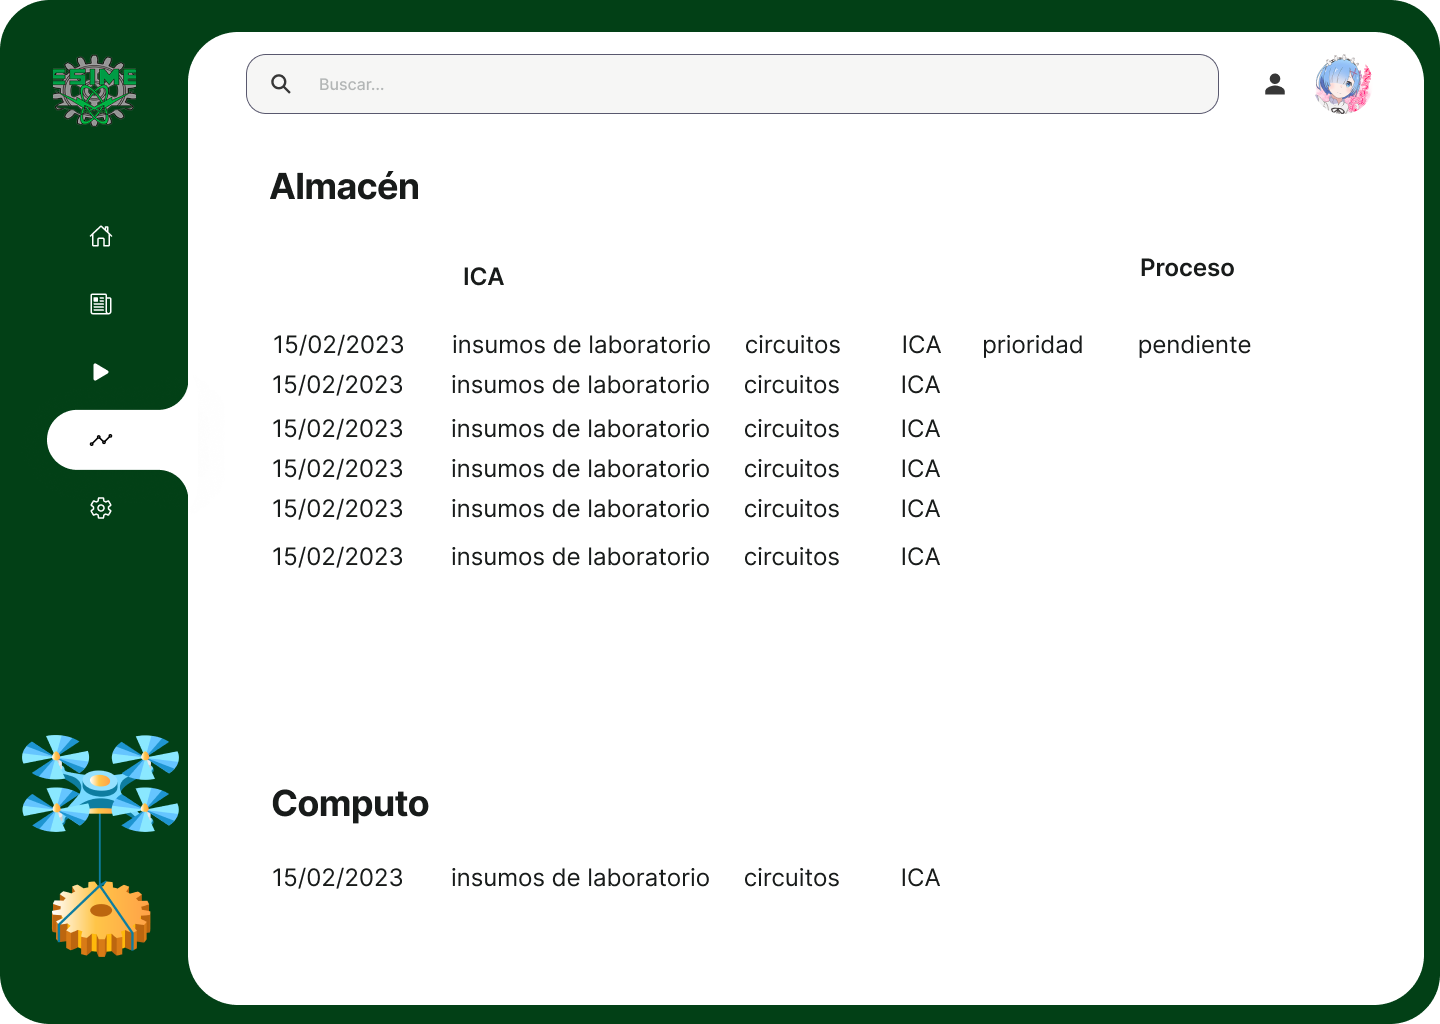 ESIME
Buscar...
Almacén
ICA
Proceso
15/02/2023 insumos de laboratorio circuitos ICA prioridad pendiente
15/02/2023 insumos de laboratorio circuitos ICA
15/02/2023 insumos de laboratorio circuitos ICA
15/02/2023 insumos de laboratorio circuitos ICA
15/02/2023 insumos de laboratorio circuitos ICA
15/02/2023 insumos de laboratorio circuitos ICA
Computo
15/02/2023 insumos de laboratorio circuitos ICA